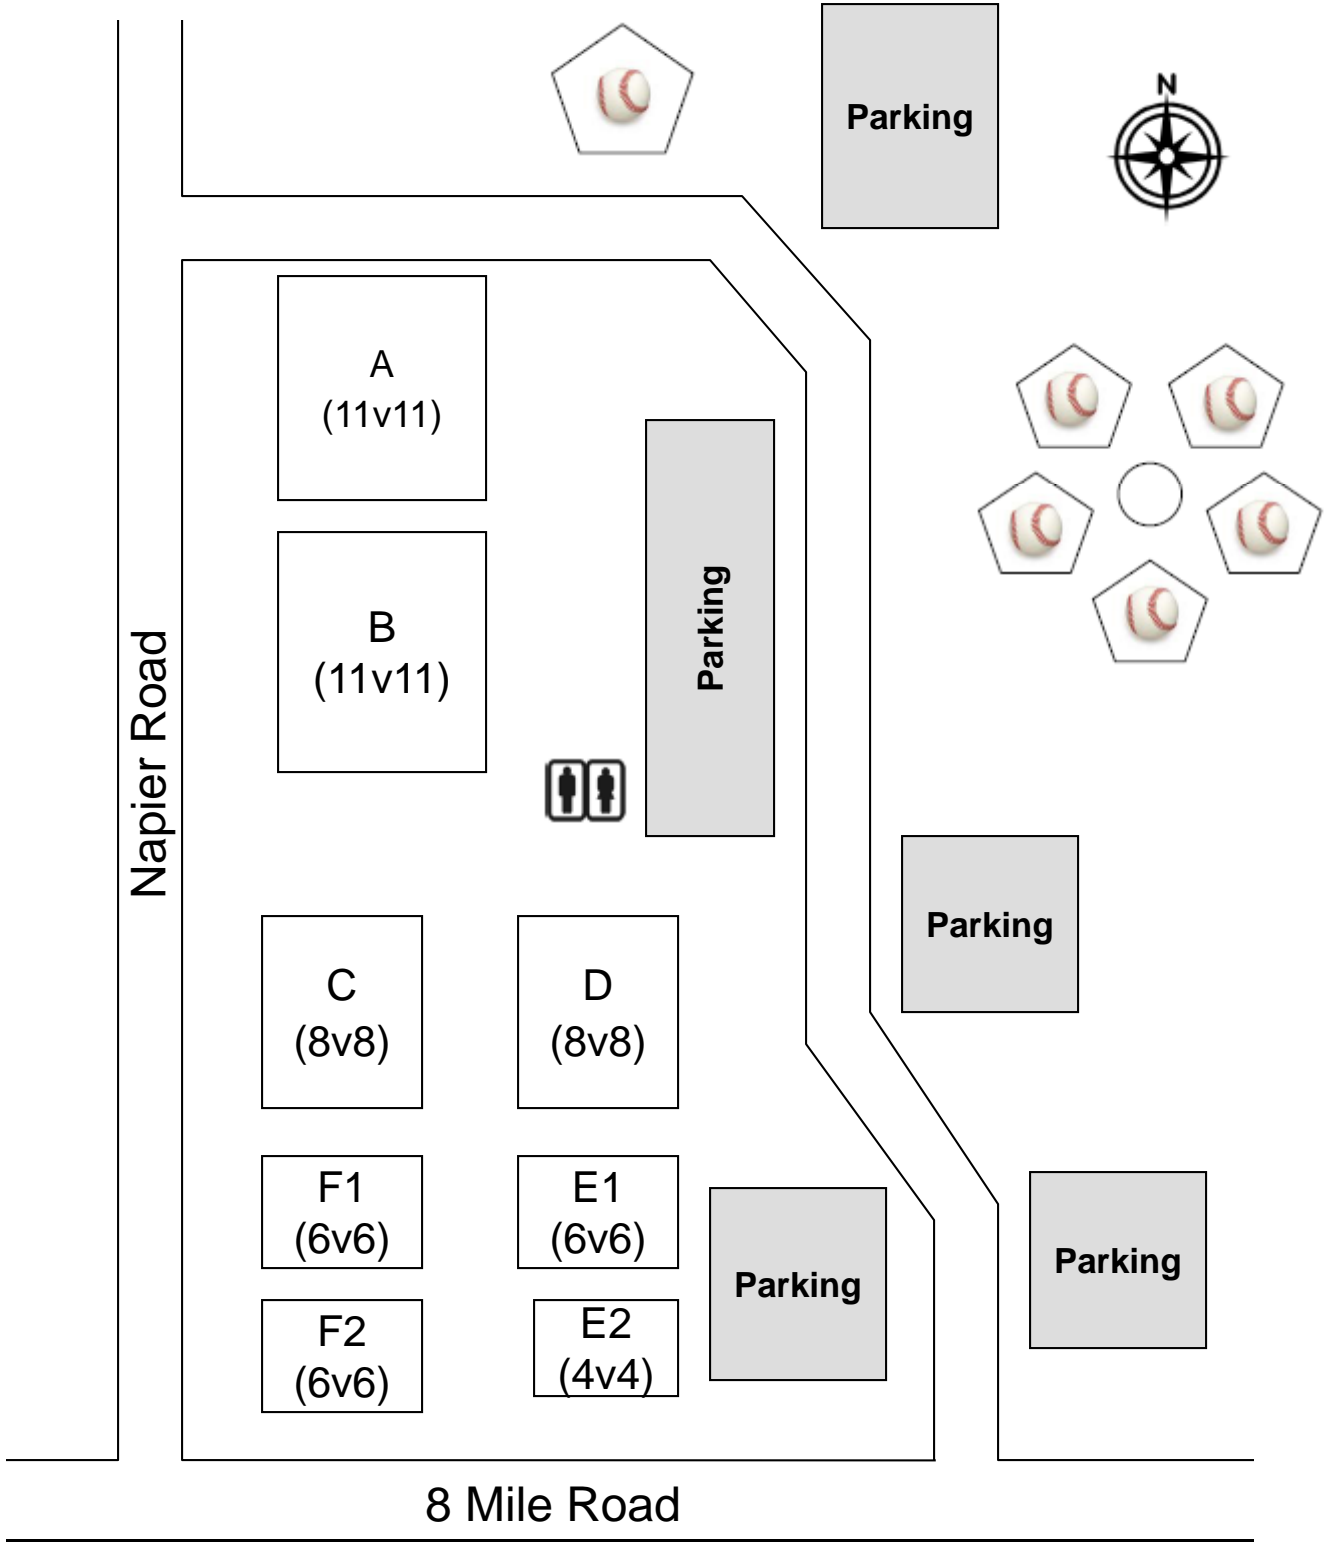 Parking
N
A
(11v11)
B
(11v11)
Parking
Napier Road
Parking
C
(8v8)
D
(8v8)
F1
(6v6)
E1
(6v6)
Parking
Parking
F2
(6v6)
E2
(4v4)
8 Mile Road